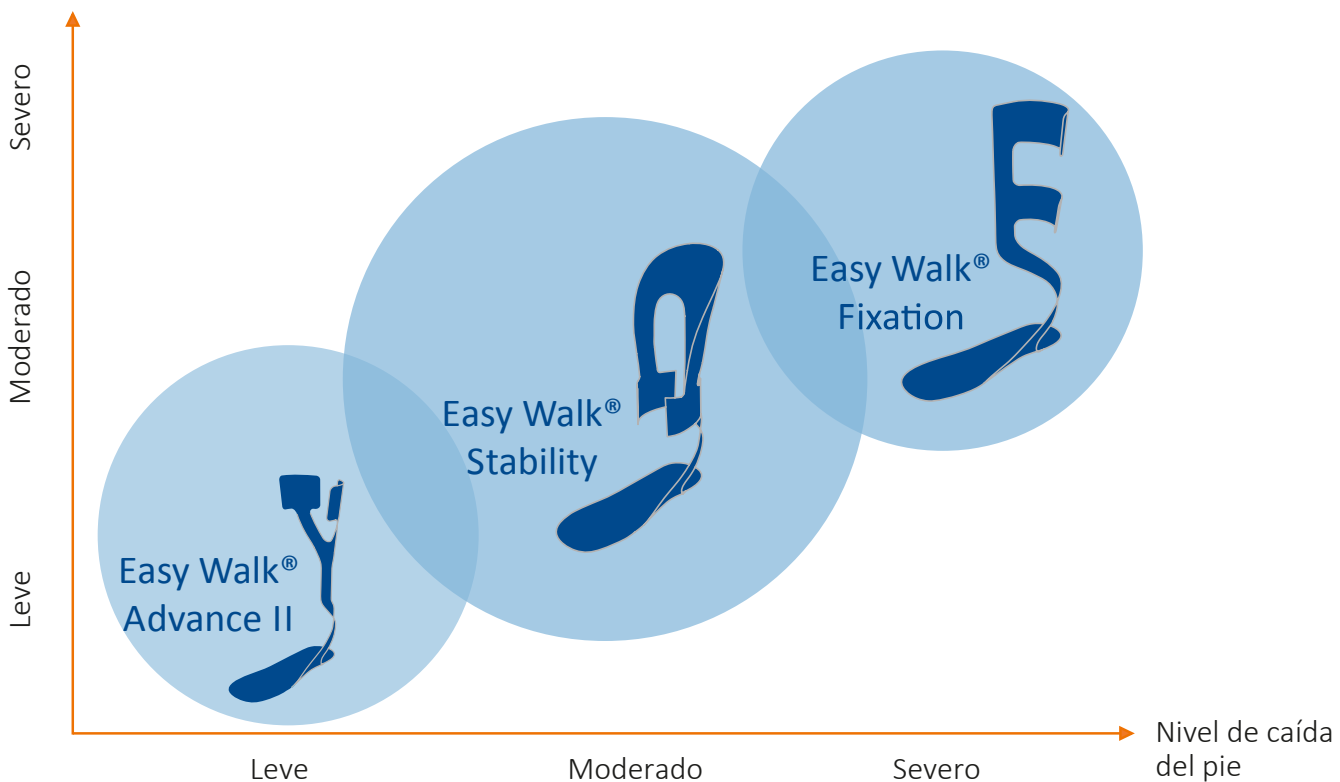 Severo
Moderado
Leve
Easy Walk®
Fixation
Easy Walk®
Stability
Easy Walk®
Advance II
Leve
Moderado
Severo
Nivel de caída
del pie